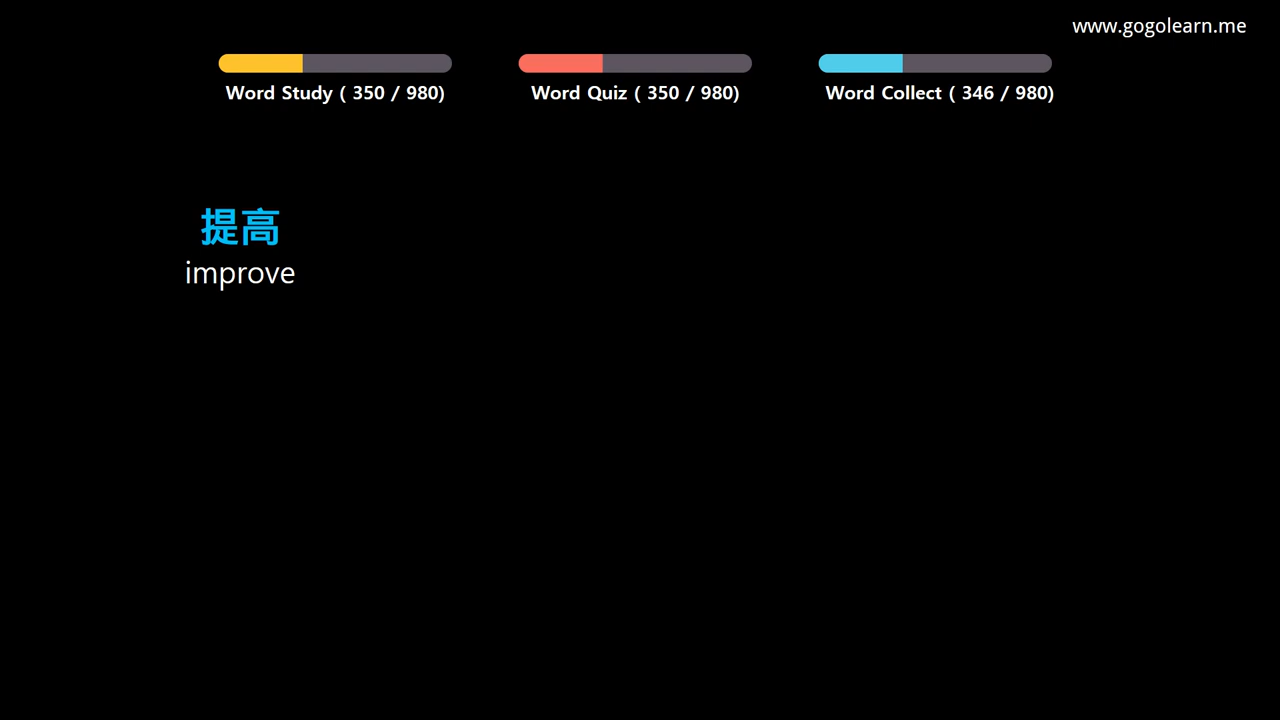 www.gogolearn.me
Word Study ( 350 / 980)
Word Quiz ( 350 / 980)
Word Collect ( 346 / 980)
提高
improve